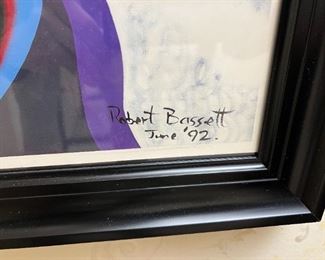 Robert Bassett
June '92.